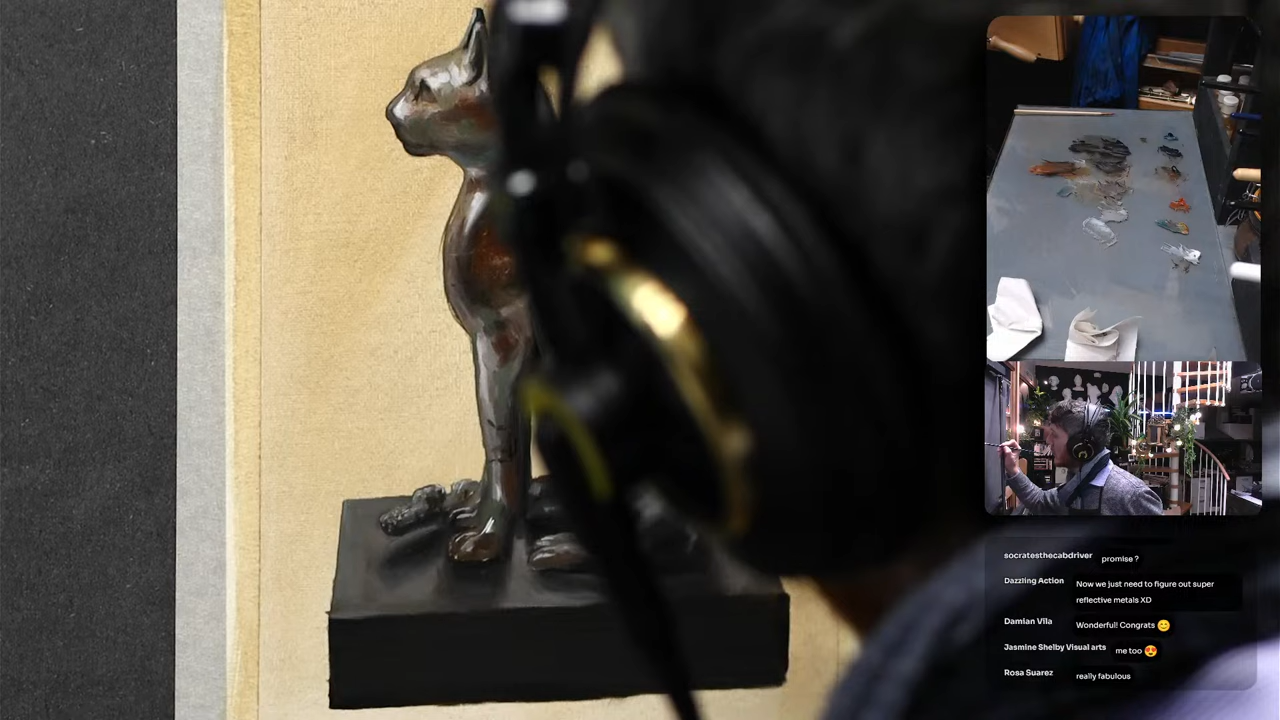 socratesthecabdriver promise ?
Dazzling Action Now we just need to figure out super
reflective metals XD
Damian Vila Wonderful! Congrats 😊
Jasmine Shelby Visual arts me too 😍
Rosa Suarez really fabulous